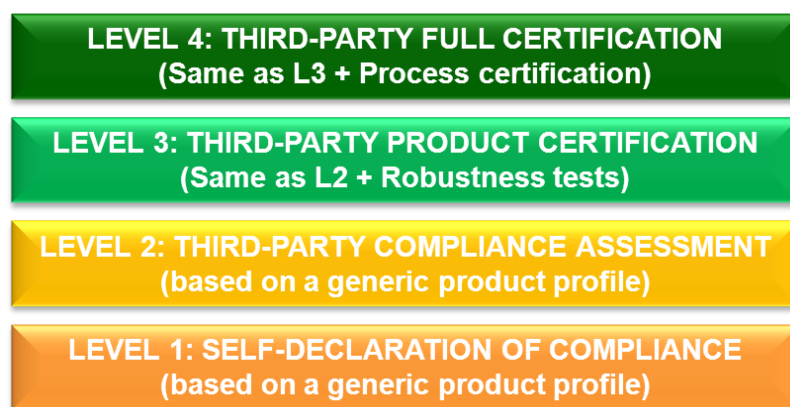 LEVEL 4: THIRD-PARTY FULL CERTIFICATION
(Same as L3 + Process certification)
LEVEL 3: THIRD-PARTY PRODUCT CERTIFICATION
(Same as L2 + Robustness tests)
LEVEL 2: THIRD-PARTY COMPLIANCE ASSESSMENT
(based on a generic product profile)
LEVEL 1: SELF-DECLARATION OF COMPLIANCE
(based on a generic product profile)